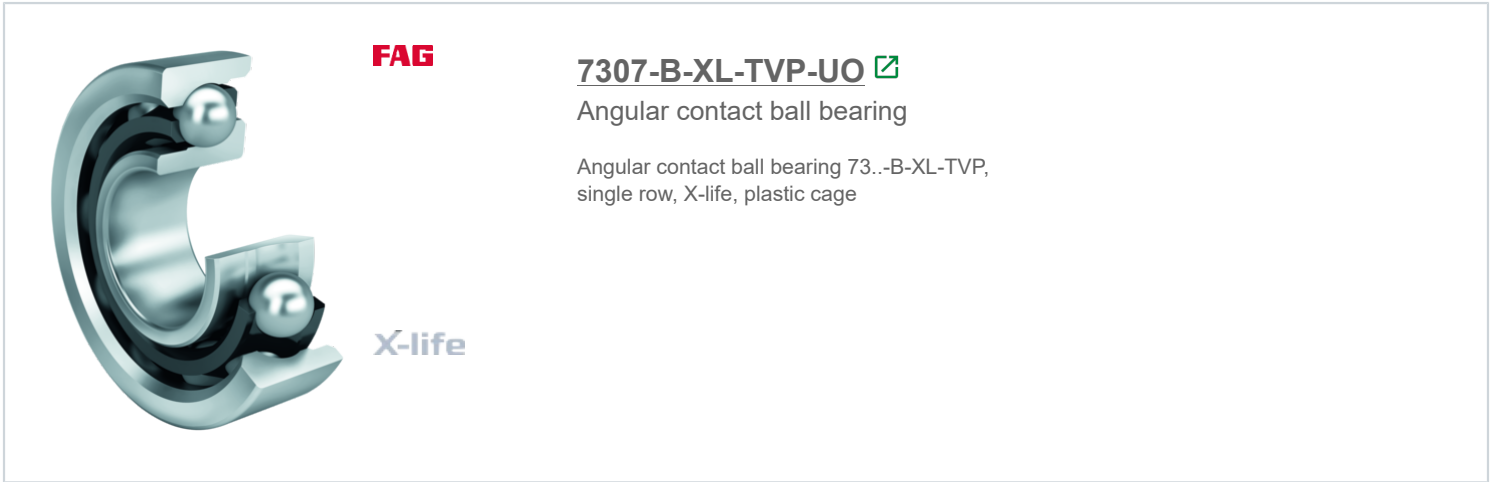 FAG
7307-B-XL-TVP-UO
Angular contact ball bearing
Angular contact ball bearing 73..-B-XL-TVP,
single row, X-life, plastic cage
X-life